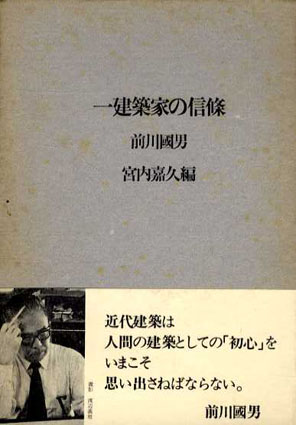 一建築家の信條
前川國男
宮内嘉久編
近代建築は
人間の建築としての「初心」を
いまこそ
思い出さねばならない。
前川國男